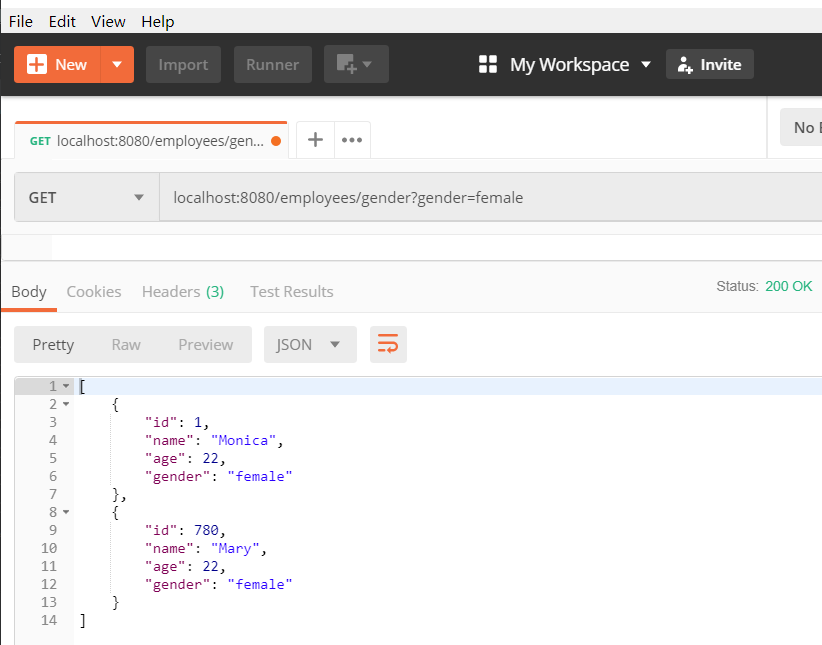 File Edit View Help
New Import Runner My Workspace Invite
GET localhost:8080/employees/gen... No
GET localhost:8080/employees/gender?gender=female
Body Cookies Headers (3) Test Results Status: 200 OK
Pretty Raw Preview JSON
1 [
2 {
3 "id": 1,
4 "name": "Monica",
5 "age": 22,
6 "gender": "female"
7 },
8 {
9 "id": 780,
10 "name": "Mary",
11 "age": 22,
12 "gender": "female"
13 }
14 ]